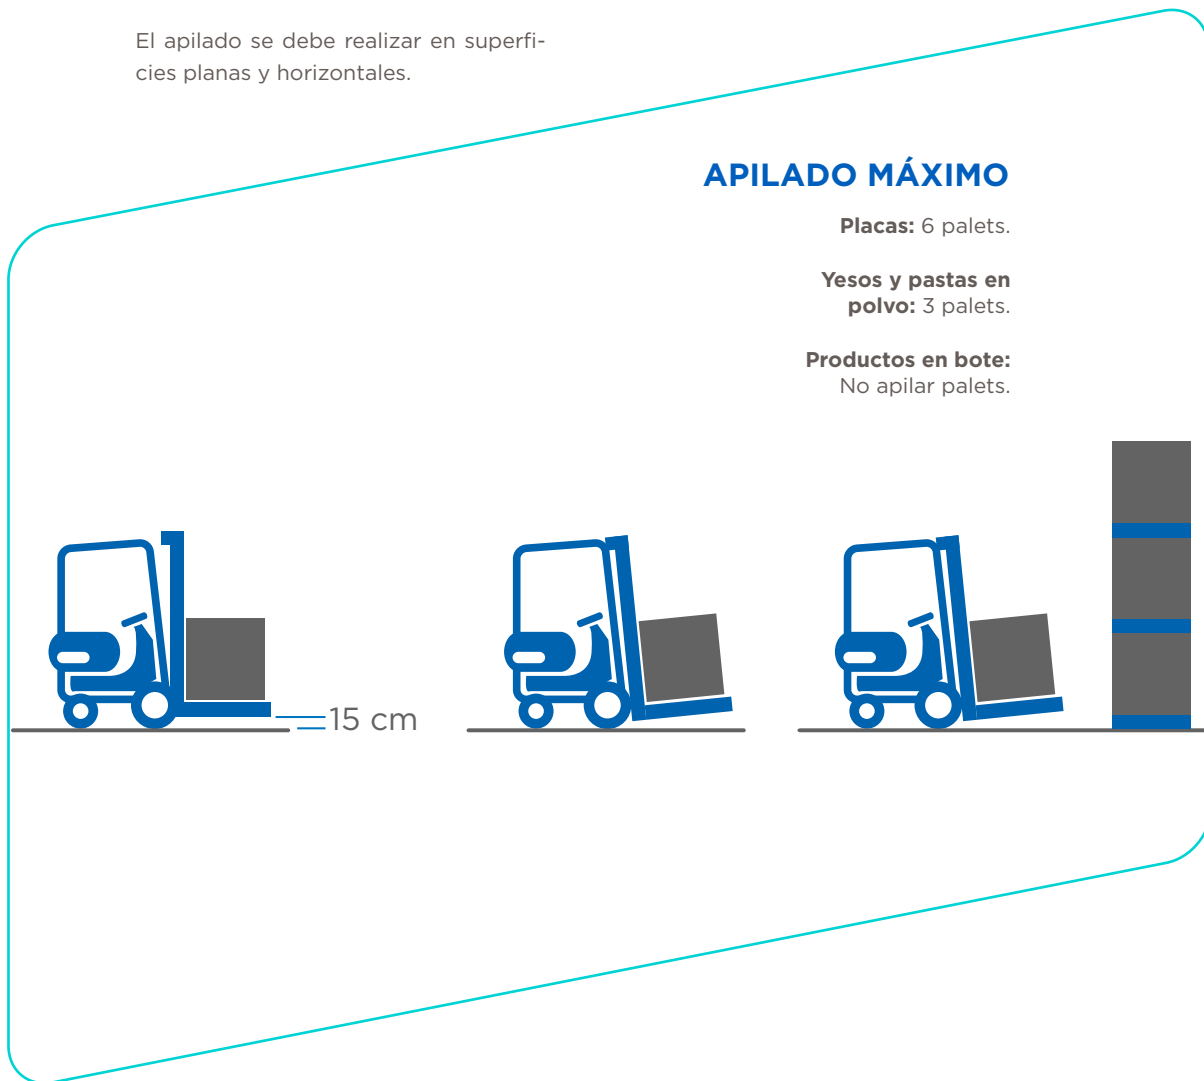 El apilado se debe realizar en superfi-
cies planas y horizontales.
APILADO MÁXIMO
Placas: 6 palets.
Yesos y pastas en
polvo: 3 palets.
Productos en bote:
No apilar palets.
15 cm